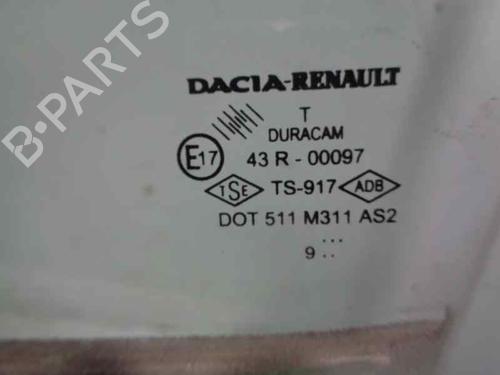 B-PARTS
DACIA-RENAULT
T
DURACAM
E17 43 R - 00097
TSE TS-917 ADB
DOT 511 M311 AS2
...
9 ..